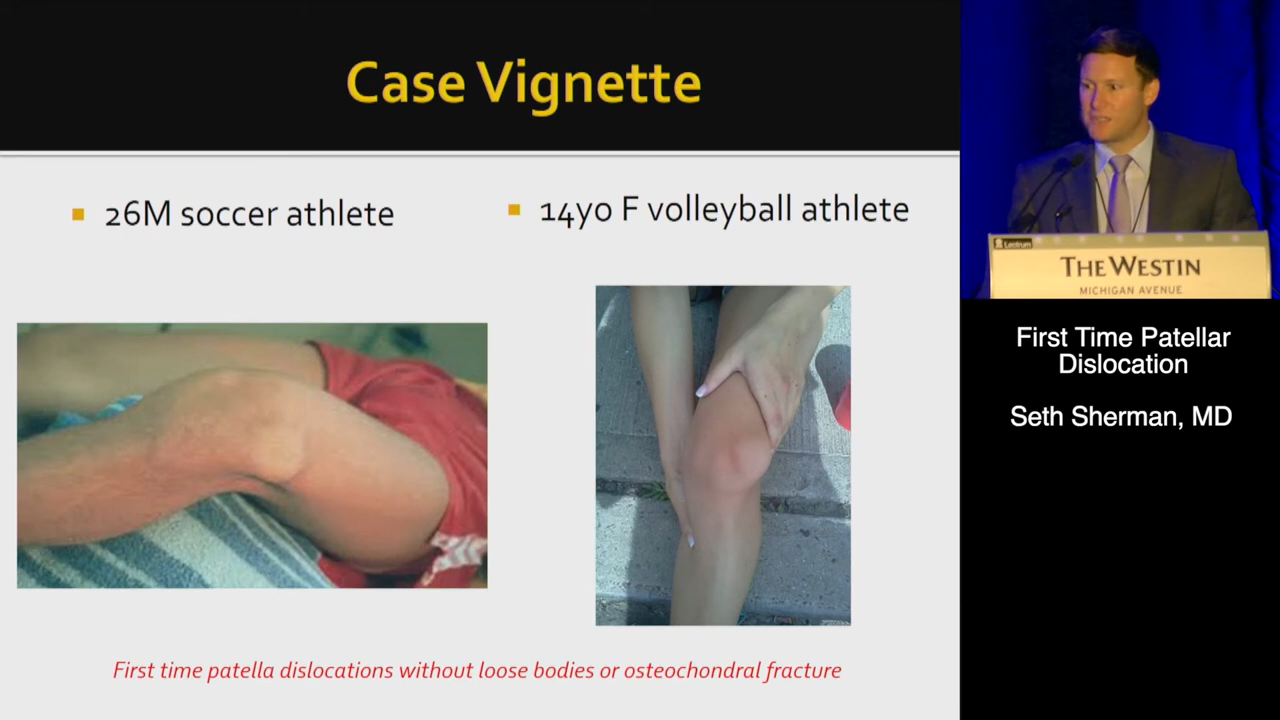 Case Vignette
26M soccer athlete
14yo F volleyball athlete
First time patella dislocations without loose bodies or osteochondral fracture
Lectrum
THE WESTIN
MICHIGAN AVENUE
First Time Patellar
Dislocation
Seth Sherman, MD